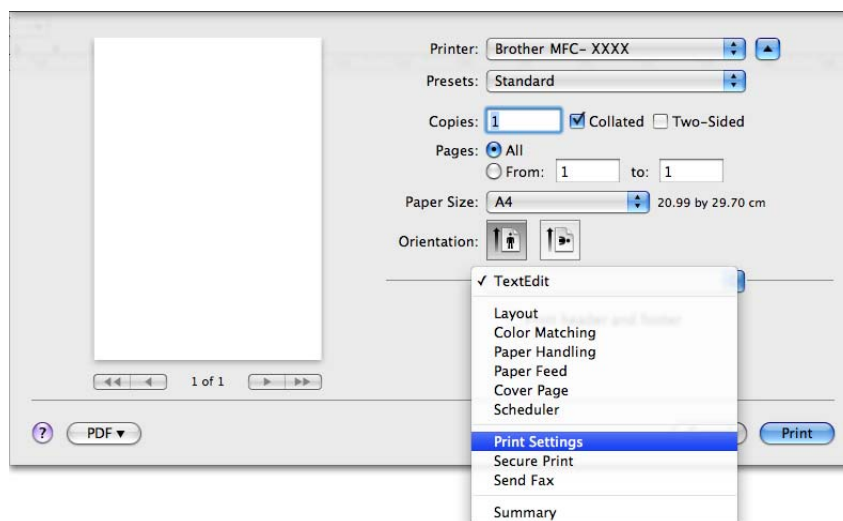 Printer: Brother MFC- XXXX
Presets: Standard
Copies: 1 Collated Two-Sided
Pages: All
From: 1 to: 1
Paper Size: A4 20.99 by 29.70 cm
Orientation:
✓ TextEdit
Layout
Color Matching
Paper Handling
Paper Feed
Cover Page
Scheduler
1 of 1
? PDF ▾ Print
Print Settings
Secure Print
Send Fax
Summary